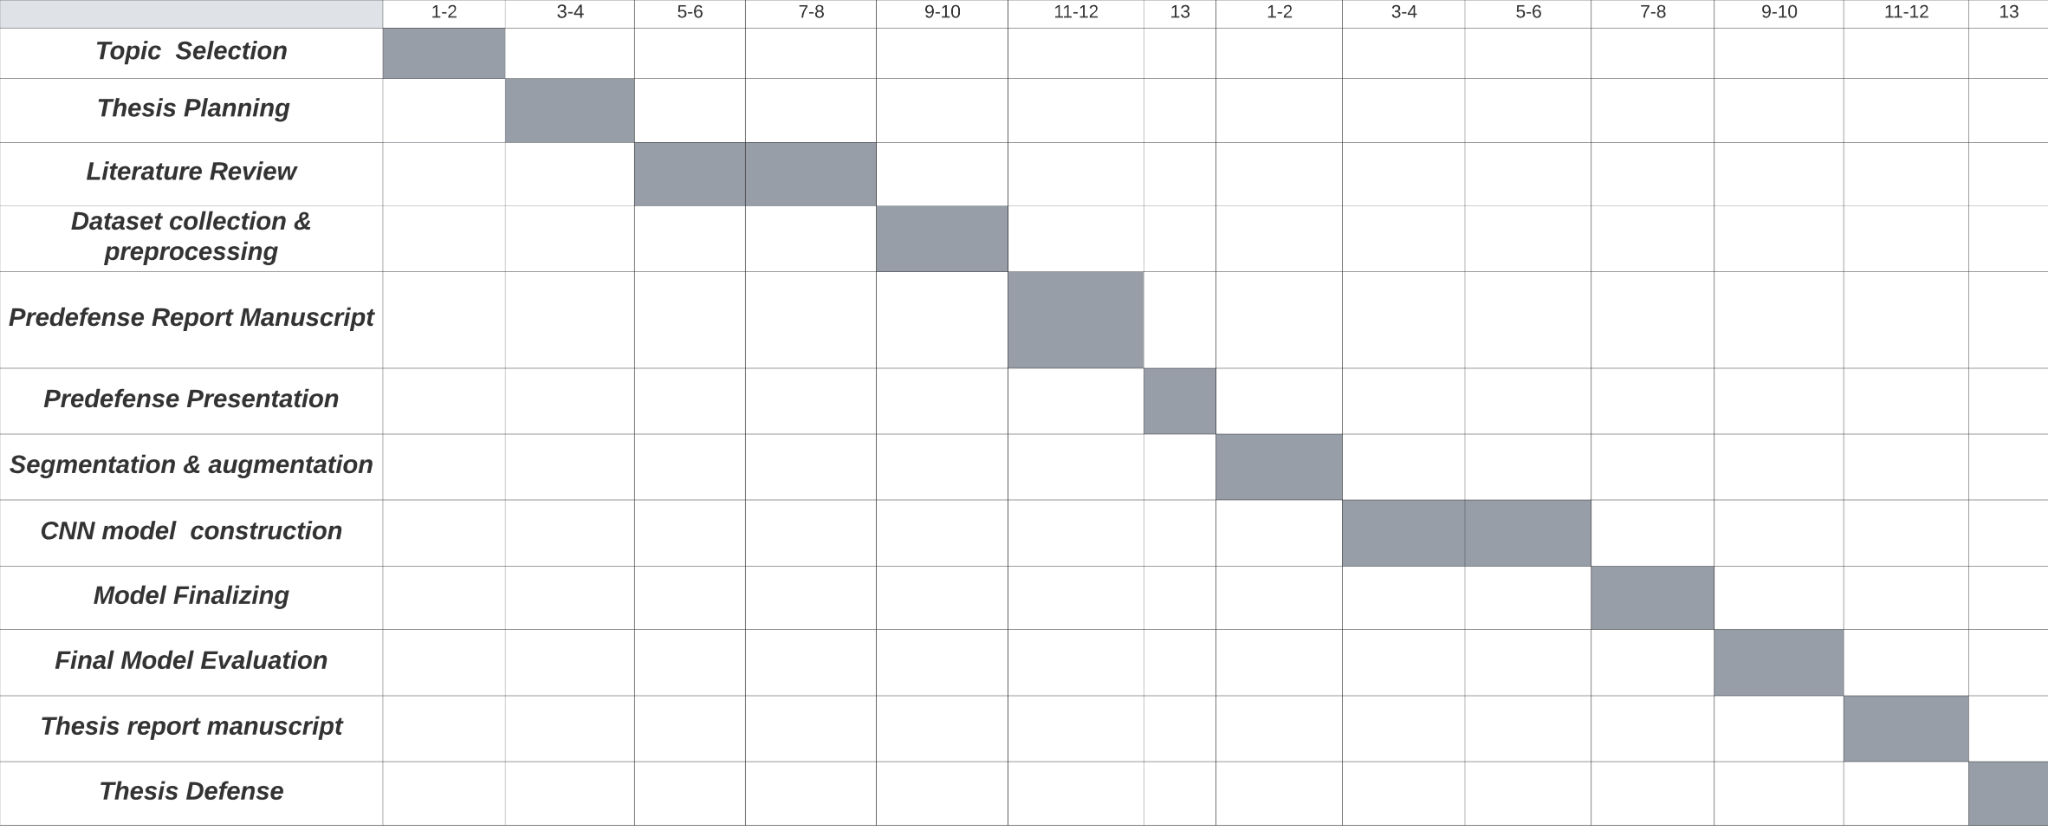 1-2 3-4 5-6 7-8 9-10 11-12 13 1-2 3-4 5-6 7-8 9-10 11-12 13
Topic  Selection
Thesis Planning
Literature Review
Dataset collection &
preprocessing
Predefense Report Manuscript
Predefense Presentation
Segmentation & augmentation
CNN model  construction
Model Finalizing
Final Model Evaluation
Thesis report manuscript
Thesis Defense